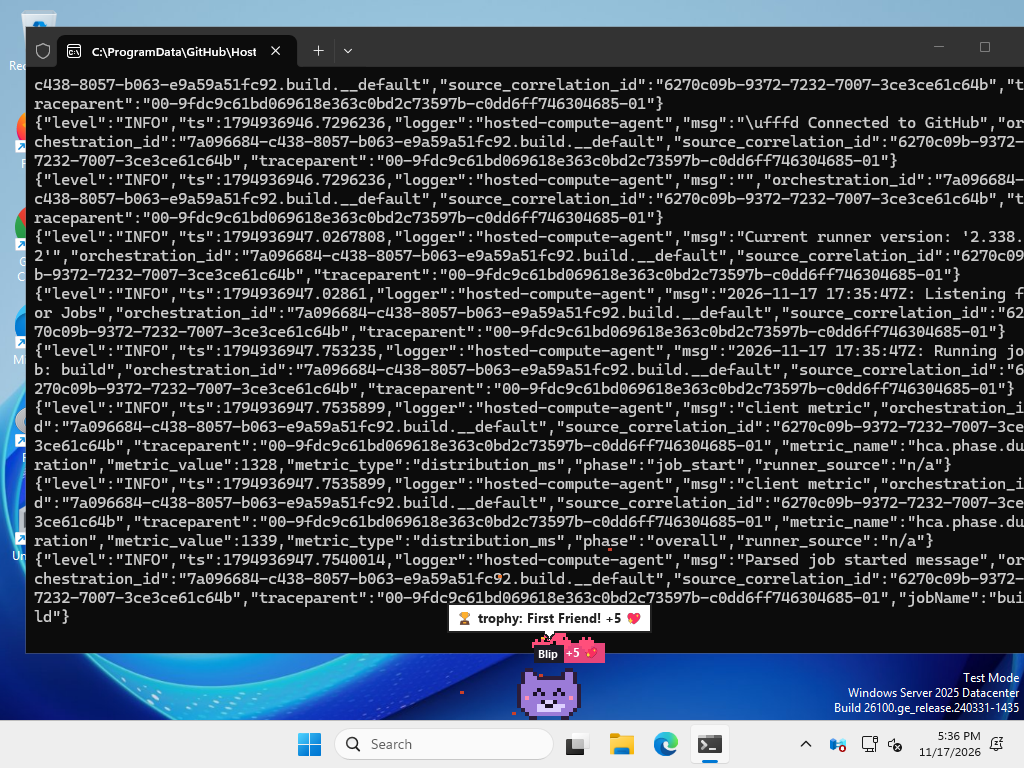 C:\ProgramData\GitHub\Host
c438-8057-b063-e9a59a51fc92.build.__default","source_correlation_id":"6270c09b-9372-7232-7007-3ce3ce61c64b","t
raceparent":"00-9fdc9c61bd069618e363c0bd2c73597b-c0dd6ff746304685-01"}
{"level":"INFO","ts":1794936946.7296236,"logger":"hosted-compute-agent","msg":"\ufffd Connected to GitHub","or
chestration_id":"7a096684-c438-8057-b063-e9a59a51fc92.build.__default","source_correlation_id":"6270c09b-9372-
7232-7007-3ce3ce61c64b","traceparent":"00-9fdc9c61bd069618e363c0bd2c73597b-c0dd6ff746304685-01"}
{"level":"INFO","ts":1794936946.7296236,"logger":"hosted-compute-agent","msg":"","orchestration_id":"7a096684-
c438-8057-b063-e9a59a51fc92.build.__default","source_correlation_id":"6270c09b-9372-7232-7007-3ce3ce61c64b","t
raceparent":"00-9fdc9c61bd069618e363c0bd2c73597b-c0dd6ff746304685-01"}
{"level":"INFO","ts":1794936947.0267808,"logger":"hosted-compute-agent","msg":"Current runner version: '2.338.
2'","orchestration_id":"7a096684-c438-8057-b063-e9a59a51fc92.build.__default","source_correlation_id":"6270c09
b-9372-7232-7007-3ce3ce61c64b","traceparent":"00-9fdc9c61bd069618e363c0bd2c73597b-c0dd6ff746304685-01"}
{"level":"INFO","ts":1794936947.02861,"logger":"hosted-compute-agent","msg":"2026-11-17 17:35:47Z: Listening f
or Jobs","orchestration_id":"7a096684-c438-8057-b063-e9a59a51fc92.build.__default","source_correlation_id":"62
70c09b-9372-7232-7007-3ce3ce61c64b","traceparent":"00-9fdc9c61bd069618e363c0bd2c73597b-c0dd6ff746304685-01"}
{"level":"INFO","ts":1794936947.753235,"logger":"hosted-compute-agent","msg":"2026-11-17 17:35:47Z: Running jo
b: build","orchestration_id":"7a096684-c438-8057-b063-e9a59a51fc92.build.__default","source_correlation_id":"6
270c09b-9372-7232-7007-3ce3ce61c64b","traceparent":"00-9fdc9c61bd069618e363c0bd2c73597b-c0dd6ff746304685-01"}
{"level":"INFO","ts":1794936947.7535899,"logger":"hosted-compute-agent","msg":"client metric","orchestration_i
d":"7a096684-c438-8057-b063-e9a59a51fc92.build.__default","source_correlation_id":"6270c09b-9372-7232-7007-
3ce61c64b","traceparent":"00-9fdc9c61bd069618e363c0bd2c73597b-c0dd6ff746304685-01","metric_name":"hca.phase.du
ration","metric_value":1328,"metric_type":"distribution_ms","phase":"job_start","runner_source":"n/a"}
{"level":"INFO","ts":1794936947.7535899,"logger":"hosted-compute-agent","msg":"client metric","orchestration_i
d":"7a096684-c438-8057-b063-e9a59a51fc92.build.__default","source_correlation_id":"6270c09b-9372-7232-7007-3ce
3ce61c64b","traceparent":"00-9fdc9c61bd069618e363c0bd2c73597b-c0dd6ff746304685-01","metric_name":"hca.phase.du
ration","metric_value":1339,"metric_type":"distribution_ms","phase":"overall","runner_source":"n/a"}
{"level":"INFO","ts":1794936947.7540014,"logger":"hosted-compute-agent","msg":"Parsed job started message","or
chestration_id":"7a096684-c438-8057-b063-e9a59a51fc92.build.__default","source_correlation_id":"6270c09b-9372-
7232-7007-3ce3ce61c64b","traceparent":"00-9fdc9c61bd069618e363c0bd2c73597b-c0dd6ff746304685-01","jobName":"bui
ld"}
🏆 trophy: First Friend! +5 💖
Blip +5 💖
Test Mode
Windows Server 2025 Datacenter
Build 26100.ge_release.240331-1435
Search
5:36 PM
11/17/2026